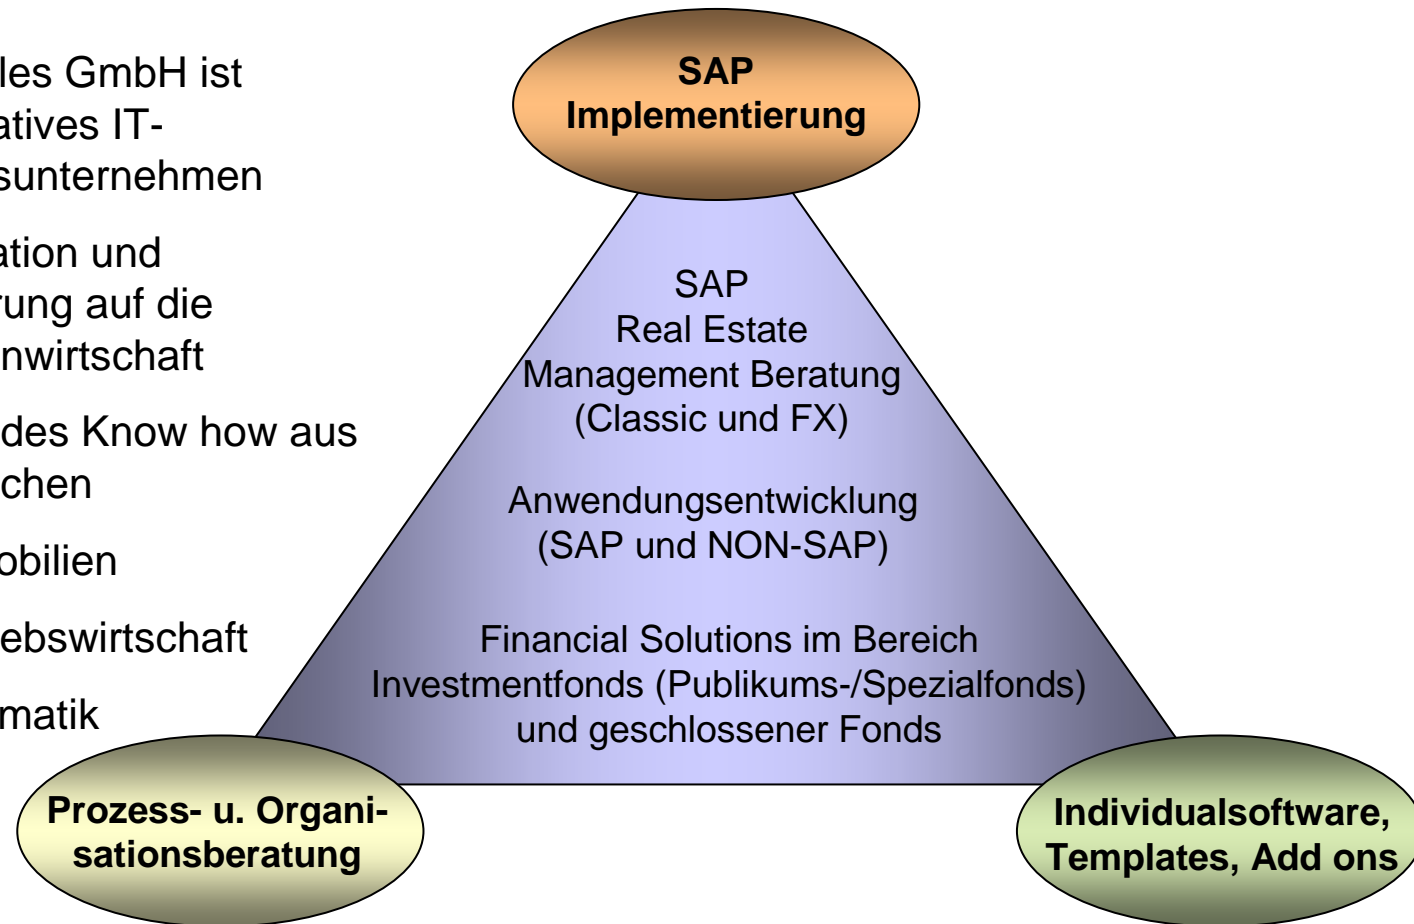 les GmbH ist
atives IT-
sunternehmen
ation und
rung auf die
nwirtschaft
des Know how aus
chen
obilien
ebswirtschaft
matik
SAP
Implementierung
SAP
Real Estate
Management Beratung
(Classic und FX)
Anwendungsentwicklung
(SAP und NON-SAP)
Financial Solutions im Bereich
Investmentfonds (Publikums-/Spezialfonds)
und geschlossener Fonds
Prozess- u. Organi-
sationsberatung
Individualsoftware,
Templates, Add ons